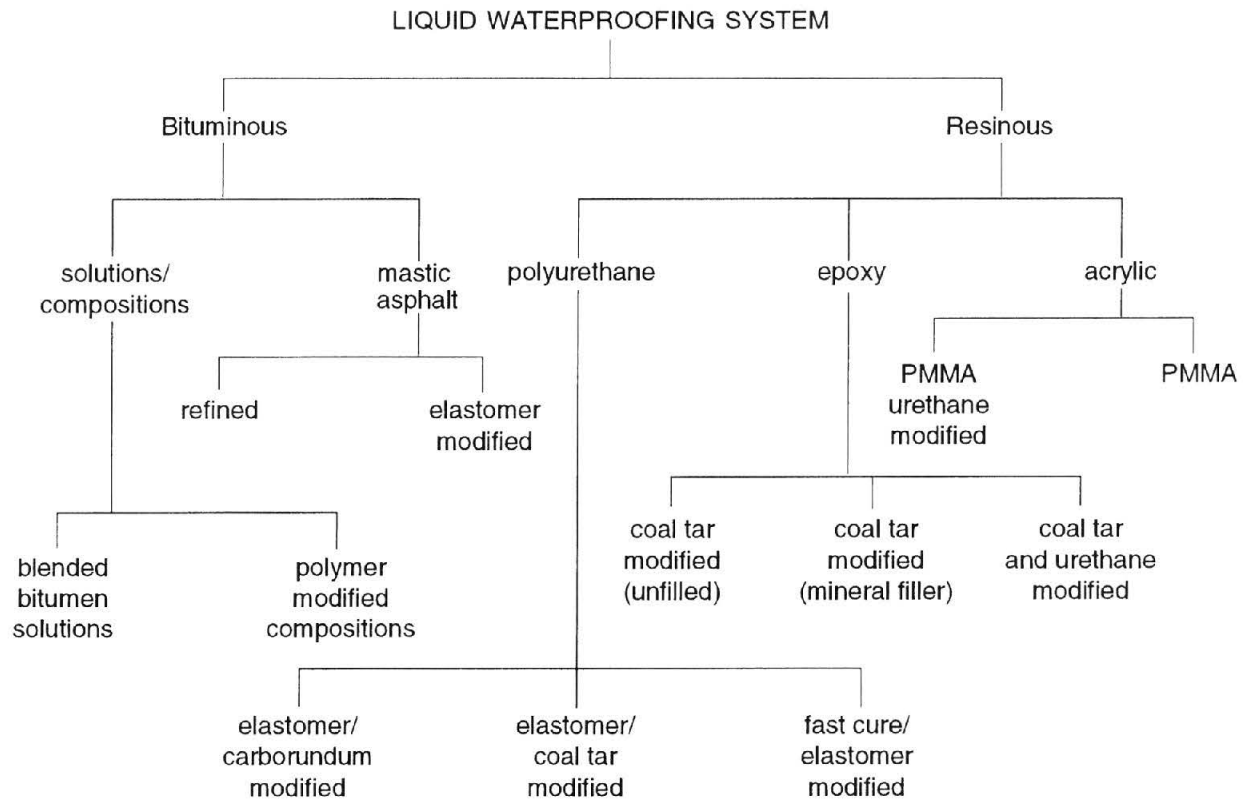 LIQUID WATERPROOFING SYSTEM
Bituminous
Resinous
solutions/
compositions
mastic
asphalt
polyurethane
epoxy
acrylic
refined
elastomer
modified
PMMA
urethane
modified
PMMA
blended
bitumen
solutions
polymer
modified
compositions
coal tar
modified
(unfilled)
coal tar
modified
(mineral filler)
coal tar
and urethane
modified
elastomer/
carborundum
modified
elastomer/
coal tar
modified
fast cure/
elastomer
modified